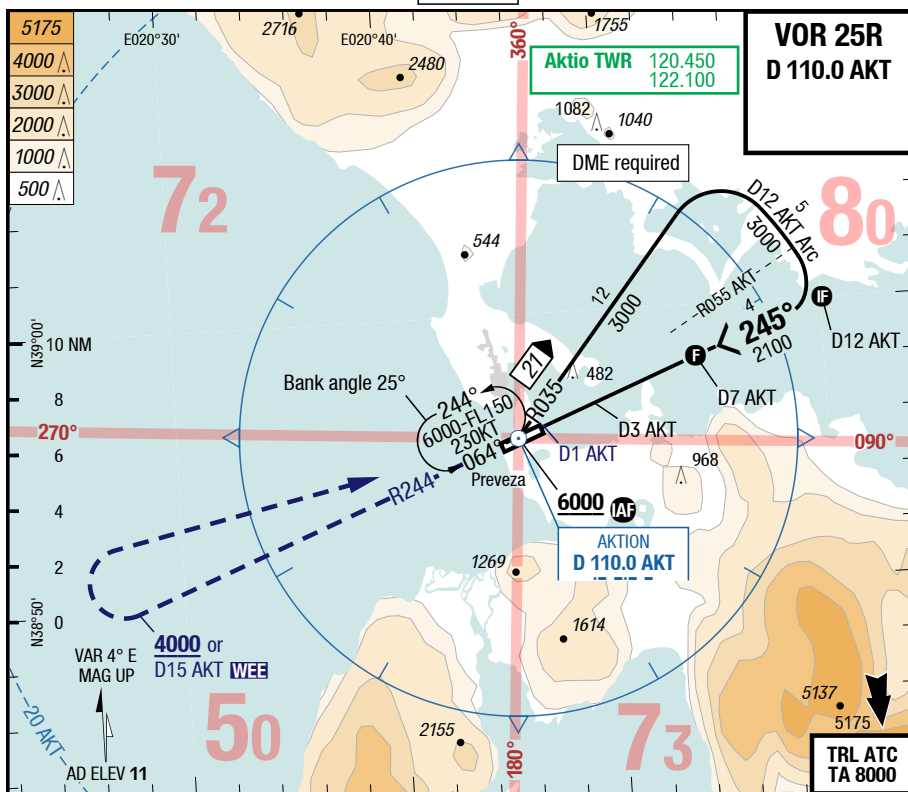 5175
4000
3000
2000
1000
500
E020°30'
2716
E020°40'
2480
360°
1755
Aktio TWR 120.450
122.100
VOR 25R
D 110.0 AKT
1082
1040
DME required
72
80
D12 AKT Arc
5
3000
544
12
3000
R055 AKT
4
245°
2100
IF
D12 AKT
F
D7 AKT
N39°00'
10 NM
8
6
4
2
0
N38°50'
Bank angle 25°
21
R035
482
244°
6000-FL150
230KT
064°
D3 AKT
D1 AKT
270°
090°
R244
Preveza
968
6000 IAF
AKTION
D 110.0 AKT
1269
1614
4000 or
D15 AKT WEE
VAR 4° E
MAG UP
20 AKT
AD ELEV 11
50
2155
180°
73
5137
5175
TRL ATC
TA 8000